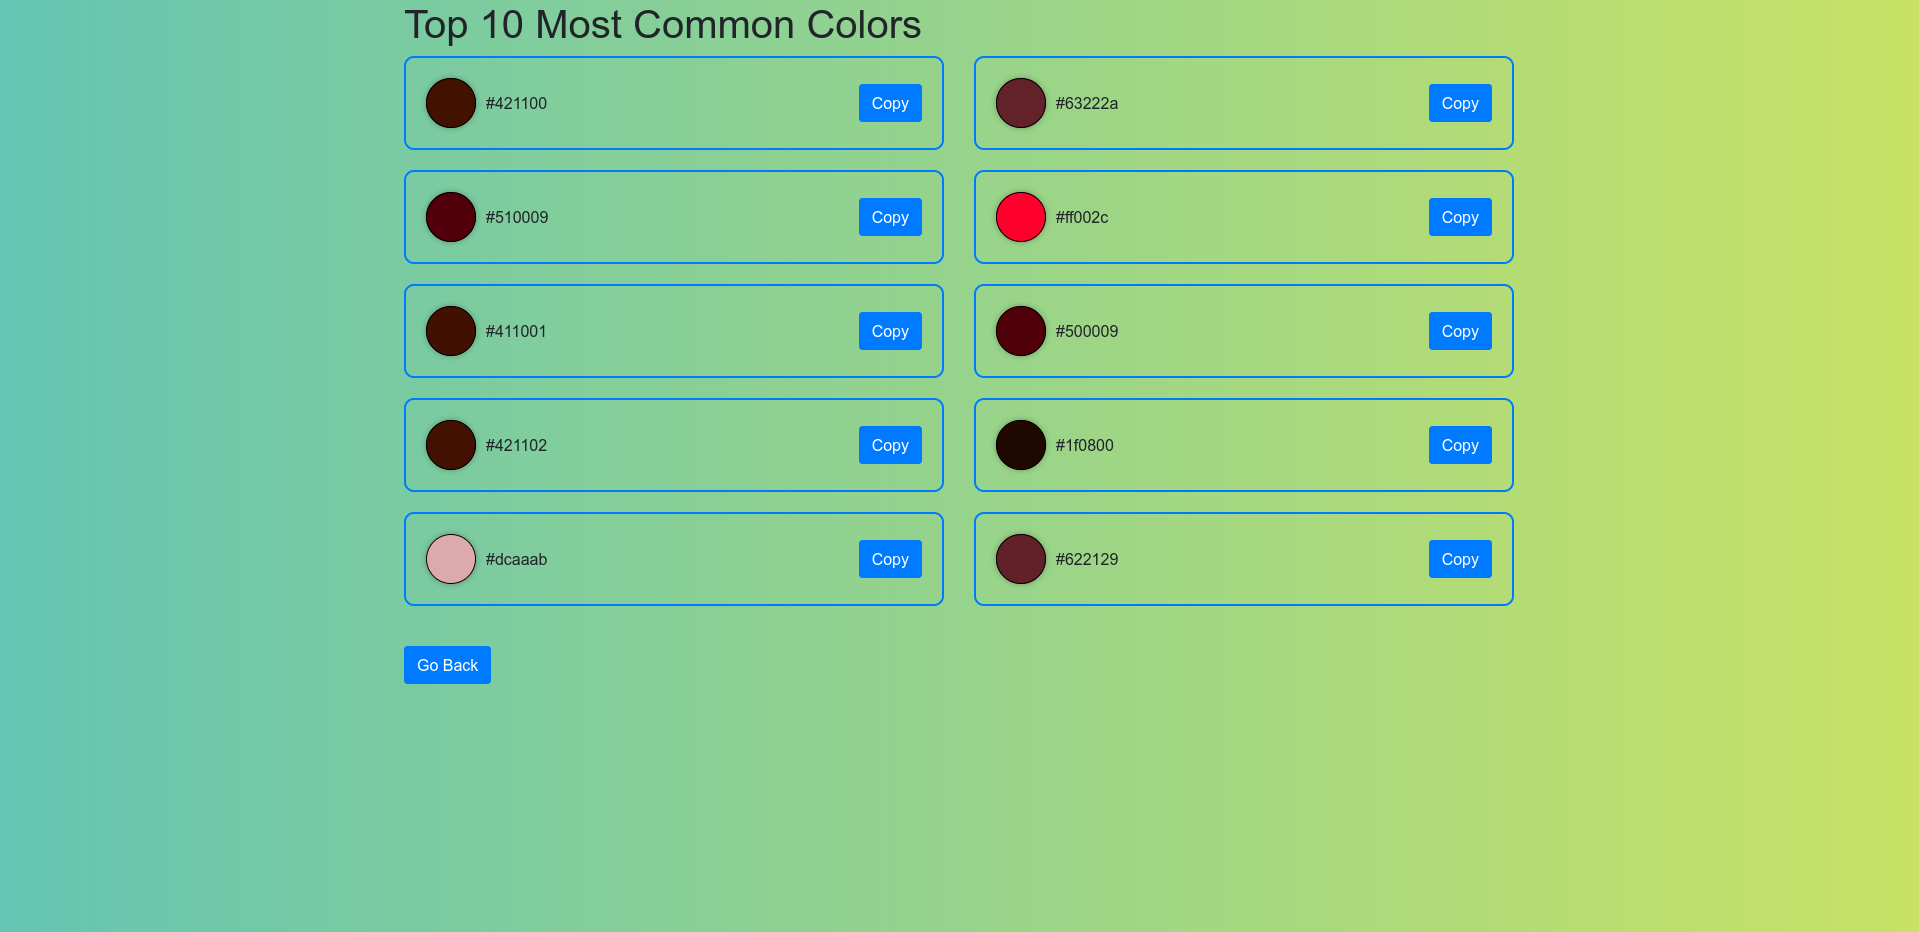 Top 10 Most Common Colors
#421100 Copy
#63222a Copy
#510009 Copy
#ff002c Copy
#411001 Copy
#500009 Copy
#421102 Copy
#1f0800 Copy
#dcaaab Copy
#622129 Copy
Go Back